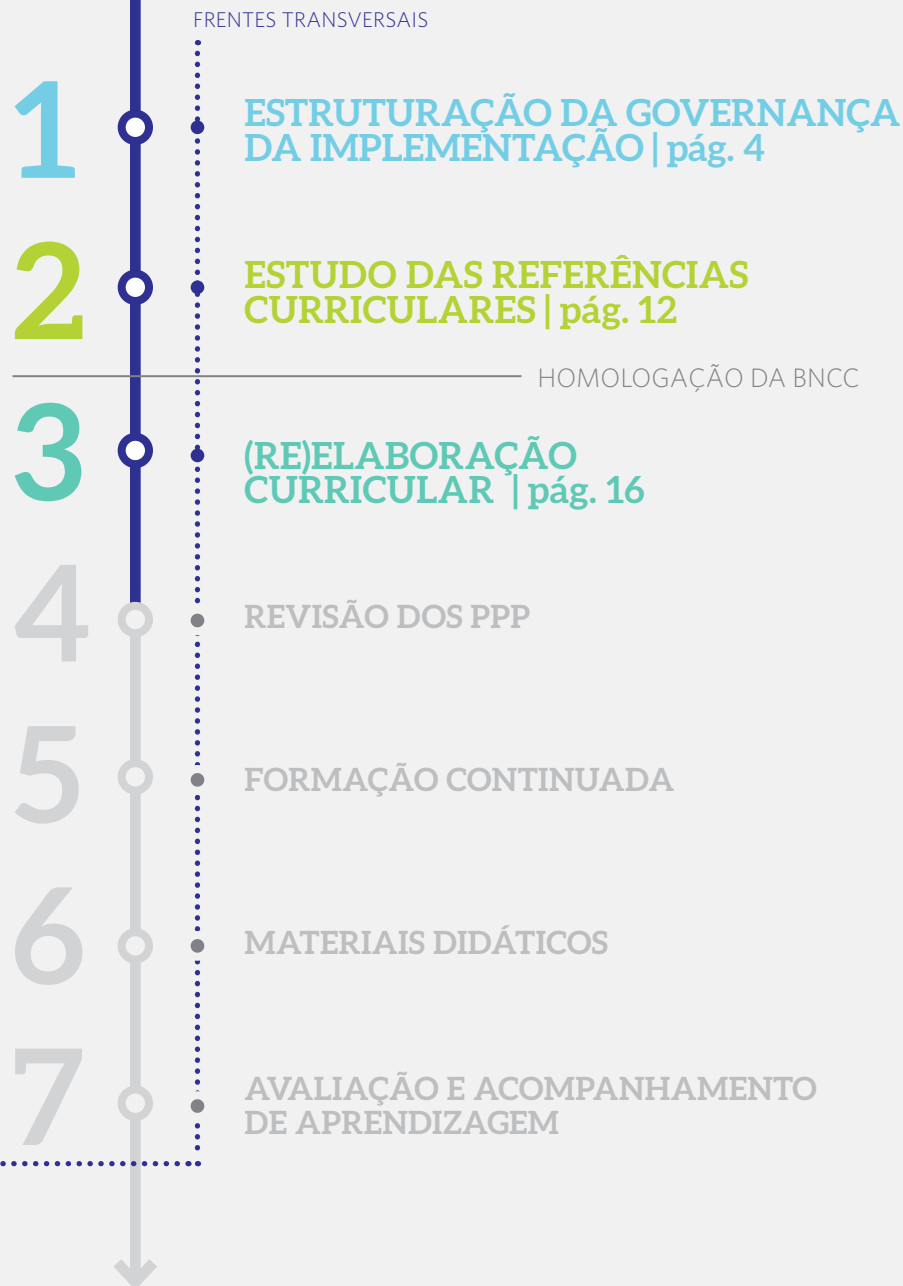 FRENTES TRANSVERSAIS
1
ESTRUTURAÇÃO DA GOVERNANÇA
DA IMPLEMENTAÇÃO | pág. 4
2
ESTUDO DAS REFERÊNCIAS
CURRICULARES | pág. 12
HOMOLOGAÇÃO DA BNCC
3
(RE)ELABORAÇÃO
CURRICULAR | pág. 16
4
REVISÃO DOS PPP
5
FORMAÇÃO CONTINUADA
6
MATERIAIS DIDÁTICOS
7
AVALIAÇÃO E ACOMPANHAMENTO
DE APRENDIZAGEM